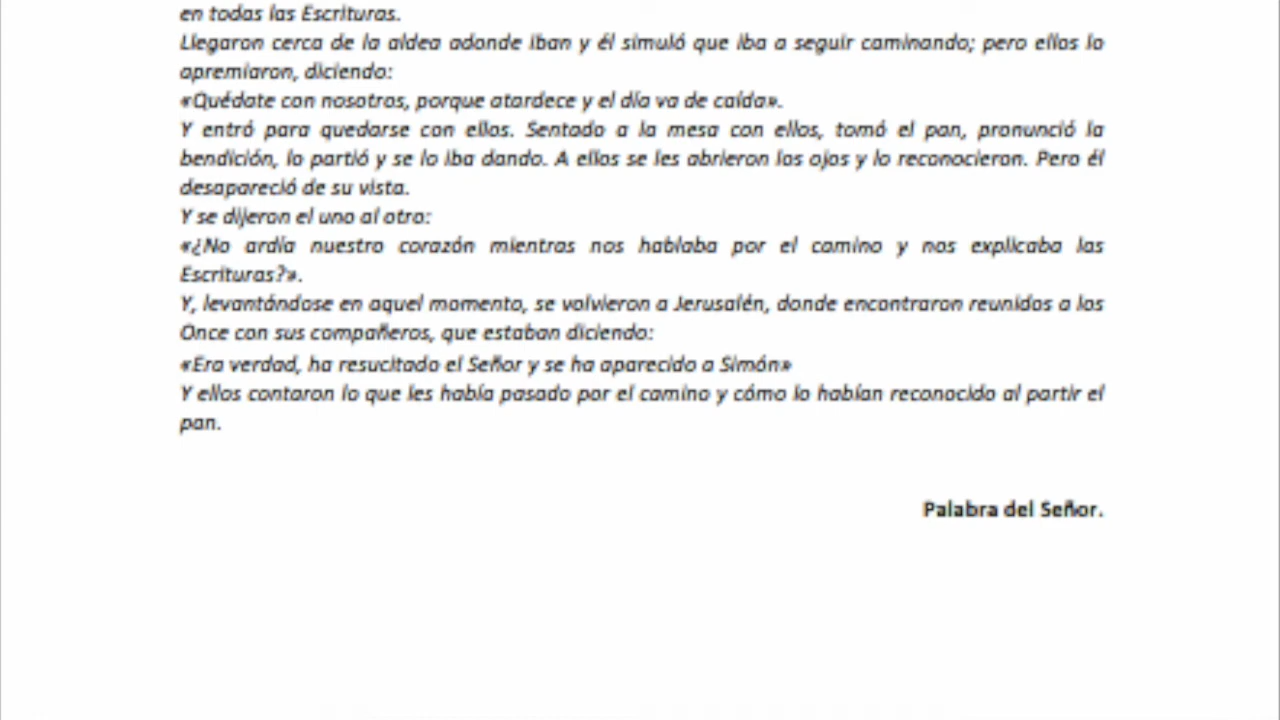 en todas las Escrituras.
Llegaron cerca de la aldea adonde iban y él simuló que iba a seguir caminando; pero ellos lo
apremiaron, diciendo:
«Quédate con nosotros, porque atardece y el día va de caída».
Y entró para quedarse con ellos. Sentado a la mesa con ellos, tomó el pan, pronunció la
bendición, lo partió y se lo iba dando. A ellos se les abrieron los ojos y lo reconocieron. Pero él
desapareció de su vista.
Y se dijeron el uno al otro:
«¿No ardía nuestro corazón mientras nos hablaba por el camino y nos explicaba las
Escrituras?».
Y, levantándose en aquel momento, se volvieron a Jerusalén, donde encontraron reunidos a los
Once con sus compañeros, que estaban diciendo:
«Era verdad, ha resucitado el Señor y se ha aparecido a Simón»
Y ellos contaron lo que les había pasado por el camino y cómo lo habían reconocido al partir el
pan.
Palabra del Señor.